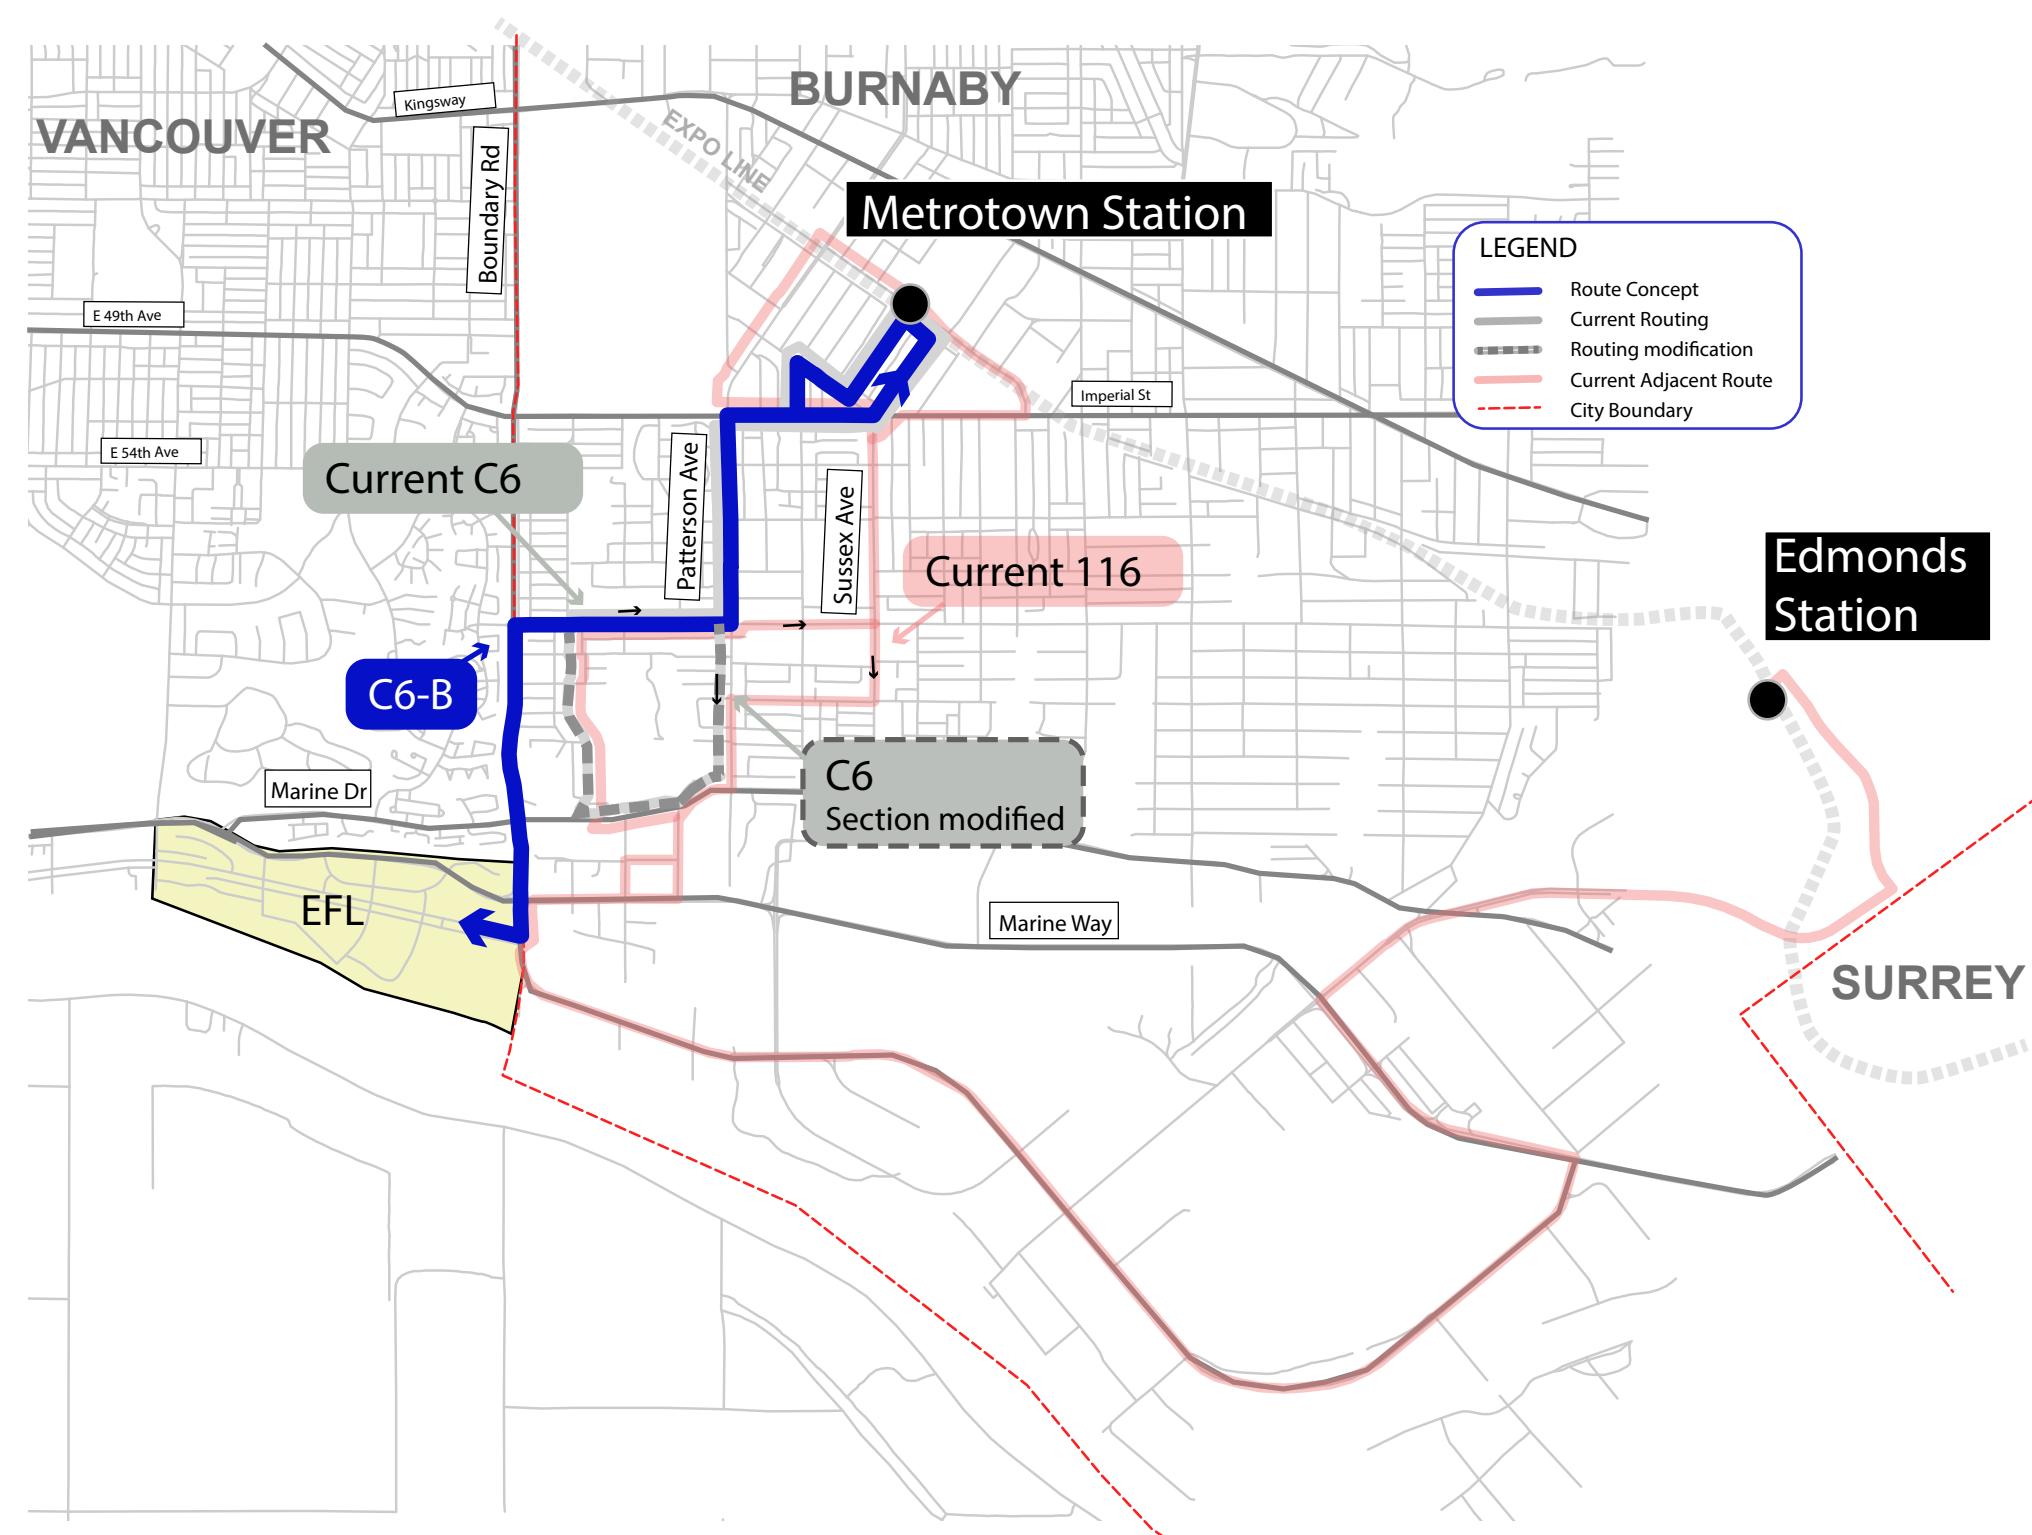 BURNABY
Kingsway
VANCOUVER
EXPO LINE
Boundary Rd
Metrotown Station
LEGEND
Route Concept
Current Routing
Routing modification
Current Adjacent Route
City Boundary
E 49th Ave
Imperial St
E 54th Ave
Current C6
Patterson Ave
Sussex Ave
Current 116
Edmonds
Station
C6-B
C6
Section modified
Marine Dr
EFL
Marine Way
SURREY